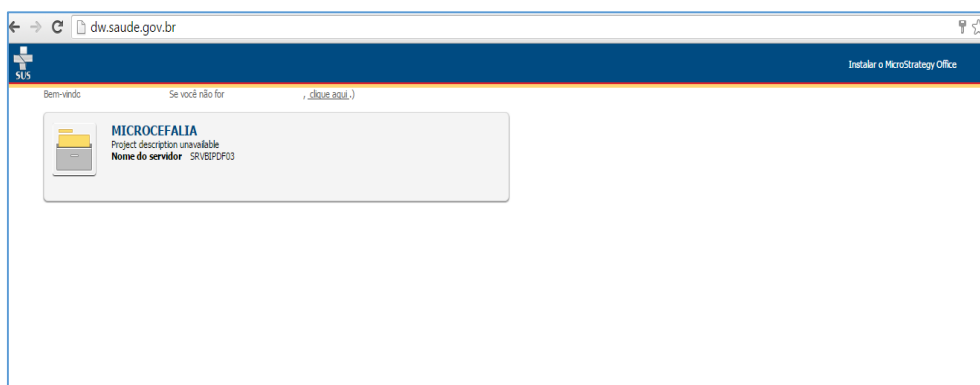 dw.saude.gov.br
SUS
Instalar o MicroStrategy Office
Bem-vindo. Se você não for , clique aqui .)
MICROCEFALIA
Project description unavailable
Nome do servidor SRVBIPDF03